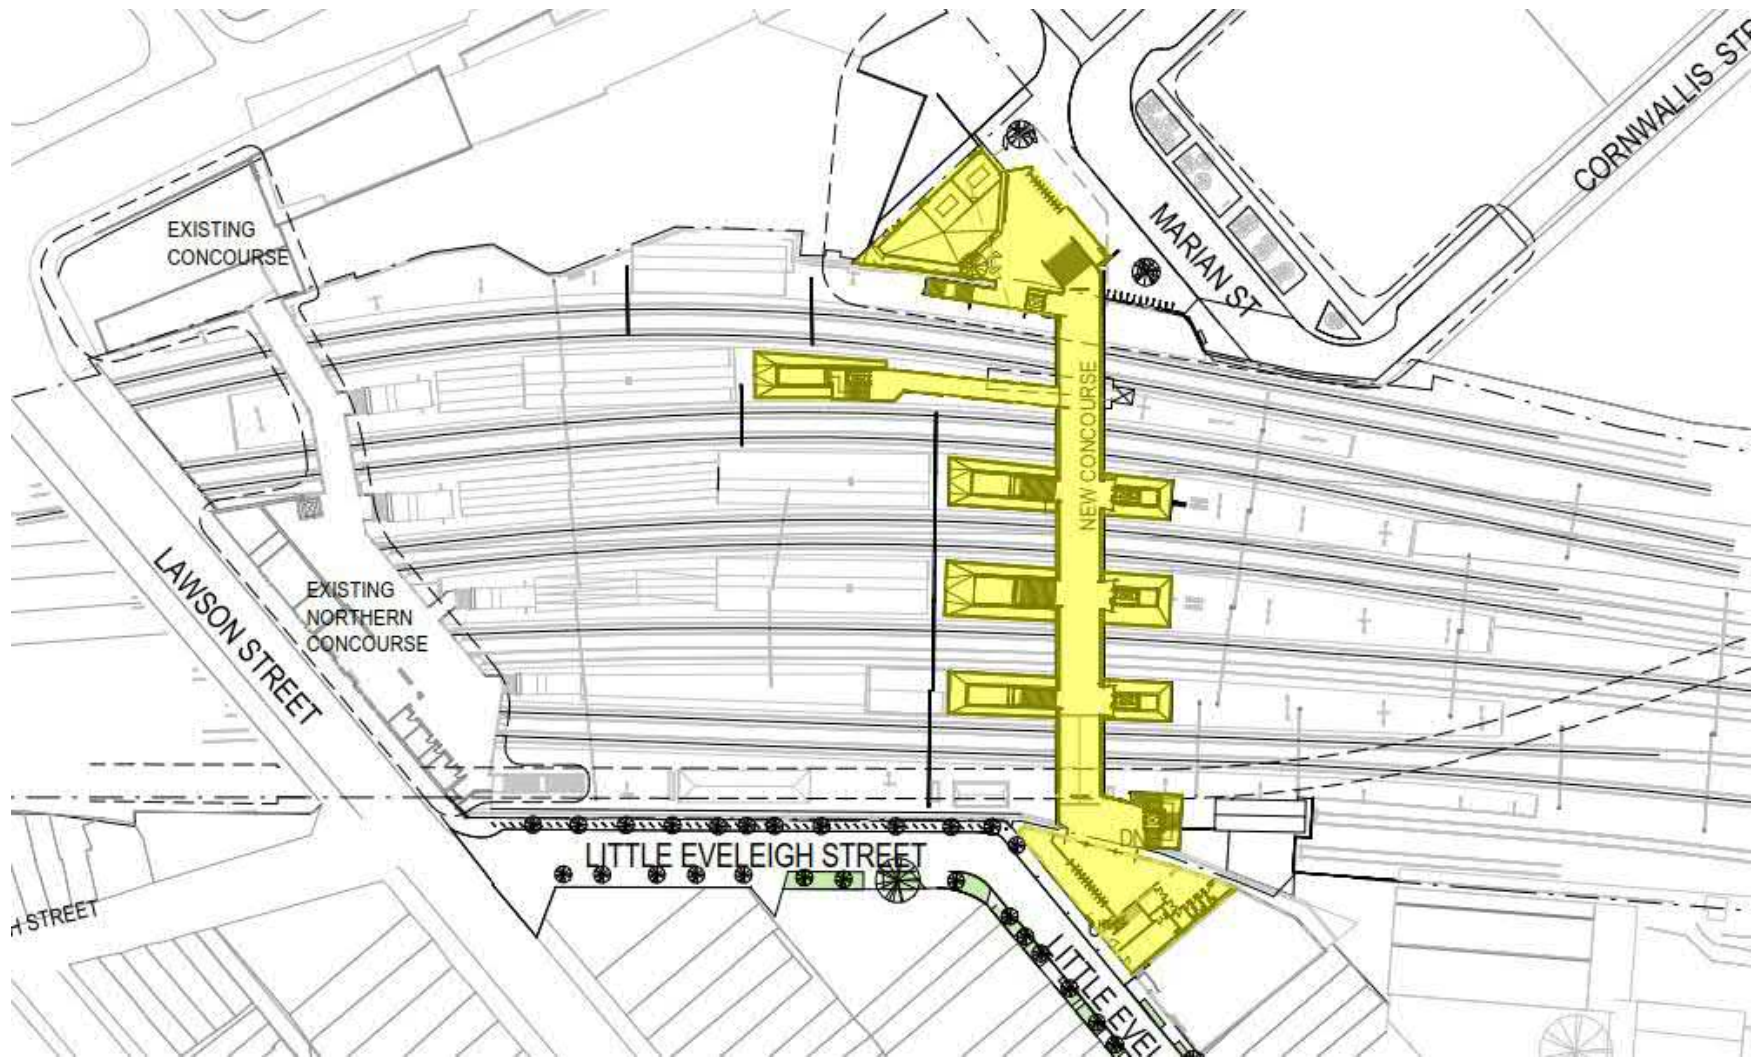 CORNWALLIS STR
EXISTING
CONCOURSE
MARIAN ST
NEW CONCOURSE
LAWSON STREET
EXISTING
NORTHERN
CONCOURSE
DN
LITTLE EVELEIGH STREET
H STREET
LITTLE EVEL